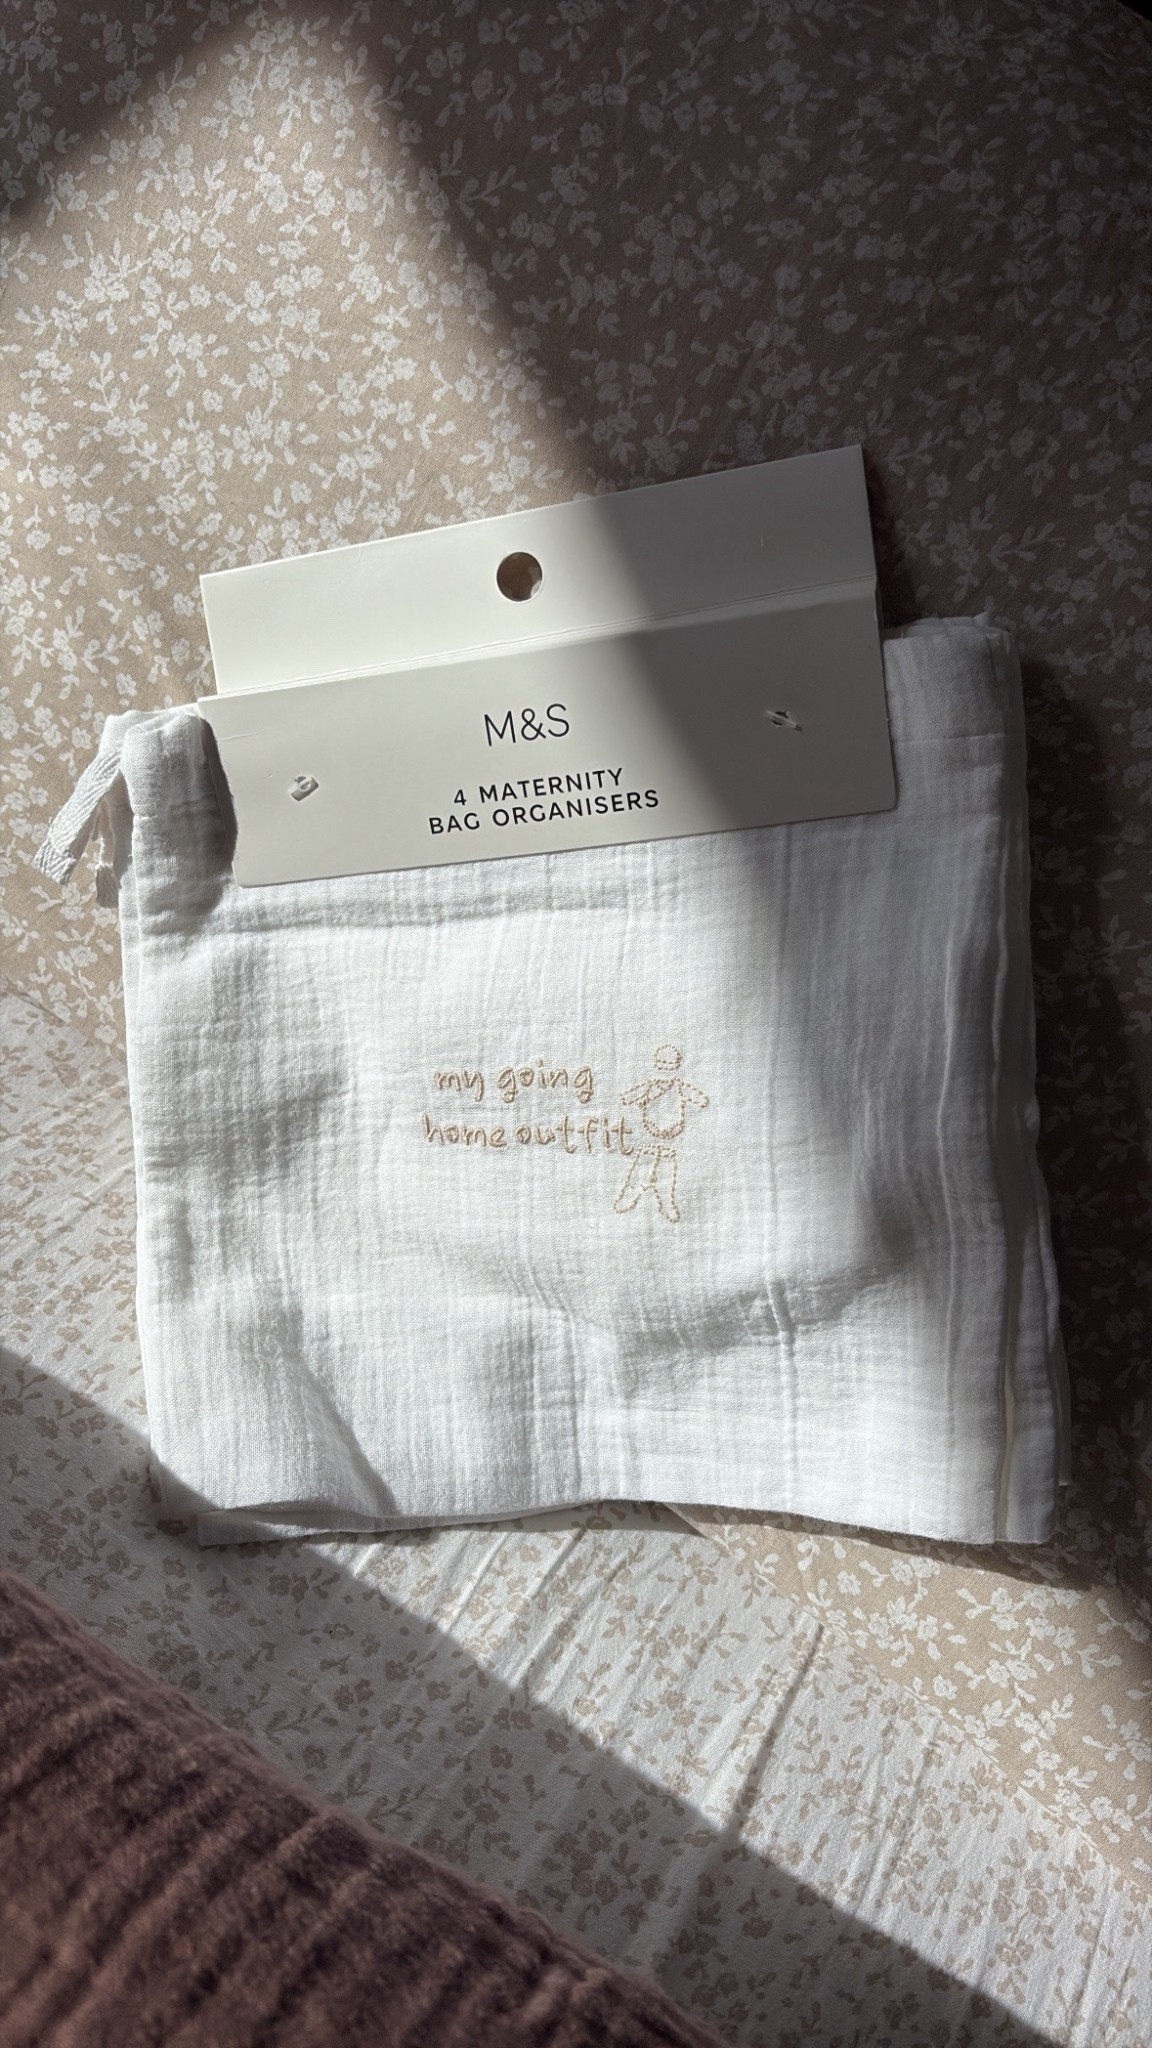 M&S
4 MATERNITY
BAG ORGANISERS
my going
home outfit